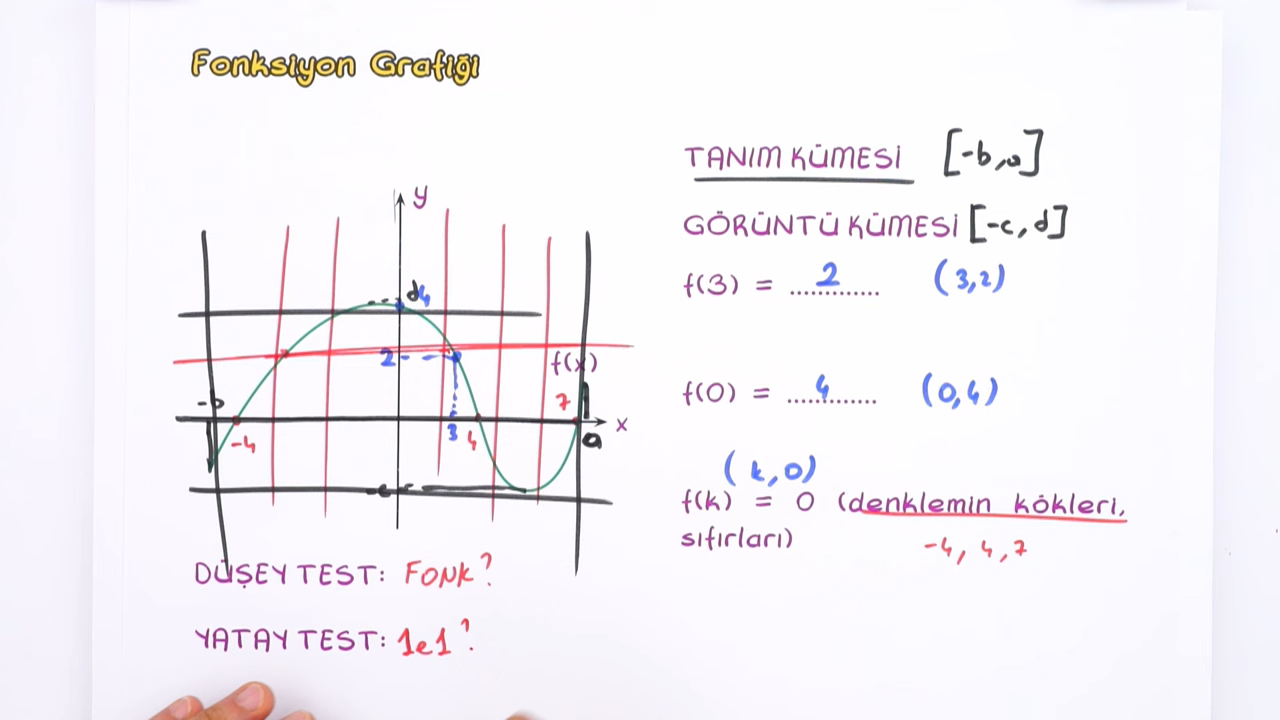 Fonksiyon Grafiği
TANIM KÜMESİ [-b, a]
GÖRÜNTÜ KÜMESİ [-c, d]
f(3) = ...2... (3,2)
f(0) = ...4... (0,4)
(k, 0)
f(k) = 0 (denklemin kökleri,
sıfırları)
-4, 4, 7
y
d 4
2
f(x)
-b
7
x
-4
3
4
a
-c
DÜŞEY TEST: FONK?
YATAY TEST: 1e1?